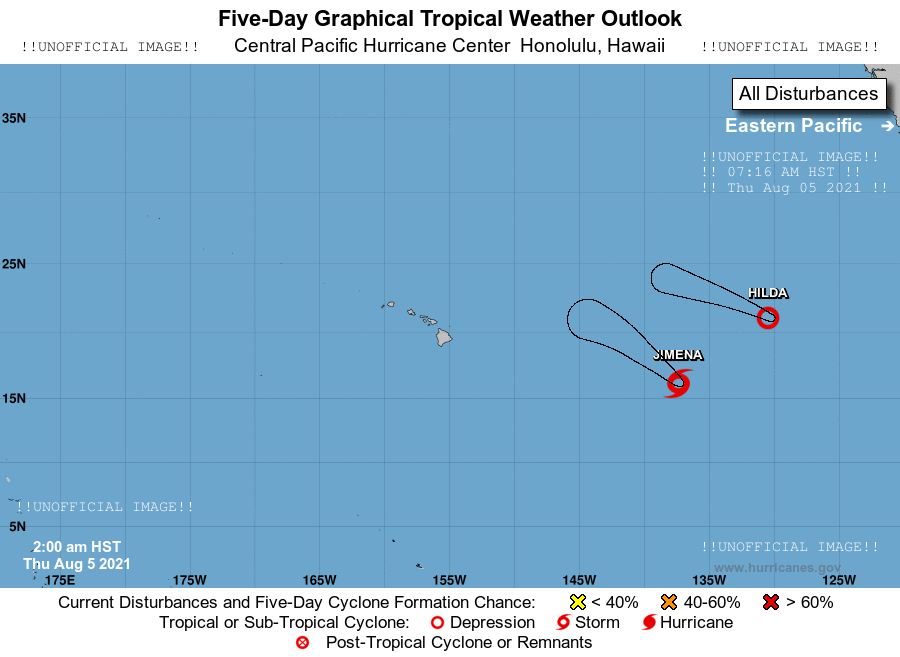 Five-Day Graphical Tropical Weather Outlook
!!UNOFFICIAL IMAGE!! Central Pacific Hurricane Center Honolulu, Hawaii !!UNOFFICIAL IMAGE!!
All Disturbances
35N
Eastern Pacific →
!!UNOFFICIAL IMAGE!!
!! 07:16 AM HST !!
!! Thu Aug 05 2021 !!
25N
HILDA
JIMENA
15N
!!UNOFFICIAL IMAGE!!
5N
2:00 am HST
Thu Aug 5 2021
!!UNOFFICIAL IMAGE!!
www.hurricanes.gov
175E 175W 165W 155W 145W 135W 125W
Current Disturbances and Five-Day Cyclone Formation Chance: < 40% 40-60% > 60%
Tropical or Sub-Tropical Cyclone: Depression Storm Hurricane
Post-Tropical Cyclone or Remnants